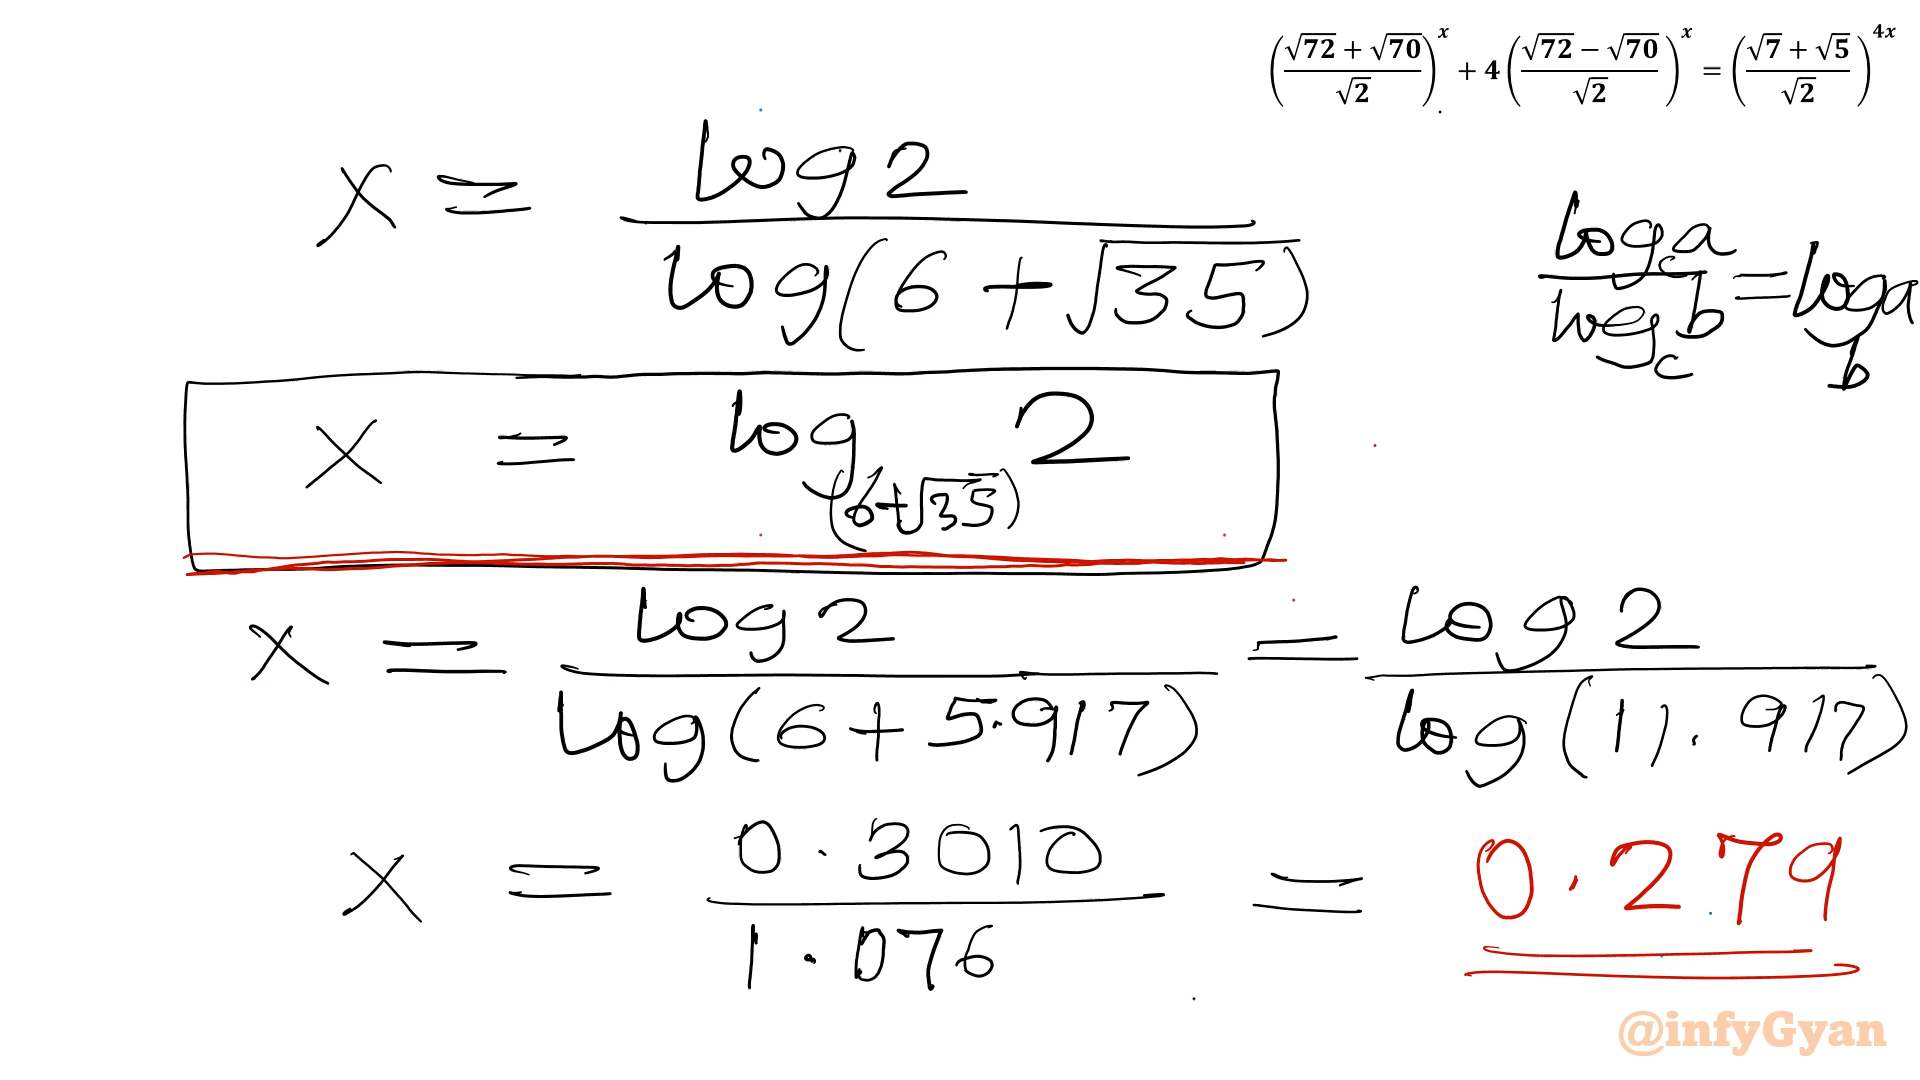 ((√72 + √70)/√2)^x + 4((√72 − √70)/√2)^x = ((√7 + √5)/√2)^4x
x = log 2 / log(6 + √35)
log_c a / log_c b = log_b a
x = log_(6+√35) 2
x = log 2 / log(6 + 5.917) = log 2 / log(11.917)
x = 0.3010 / 1.076 = 0.279
@infyGyan